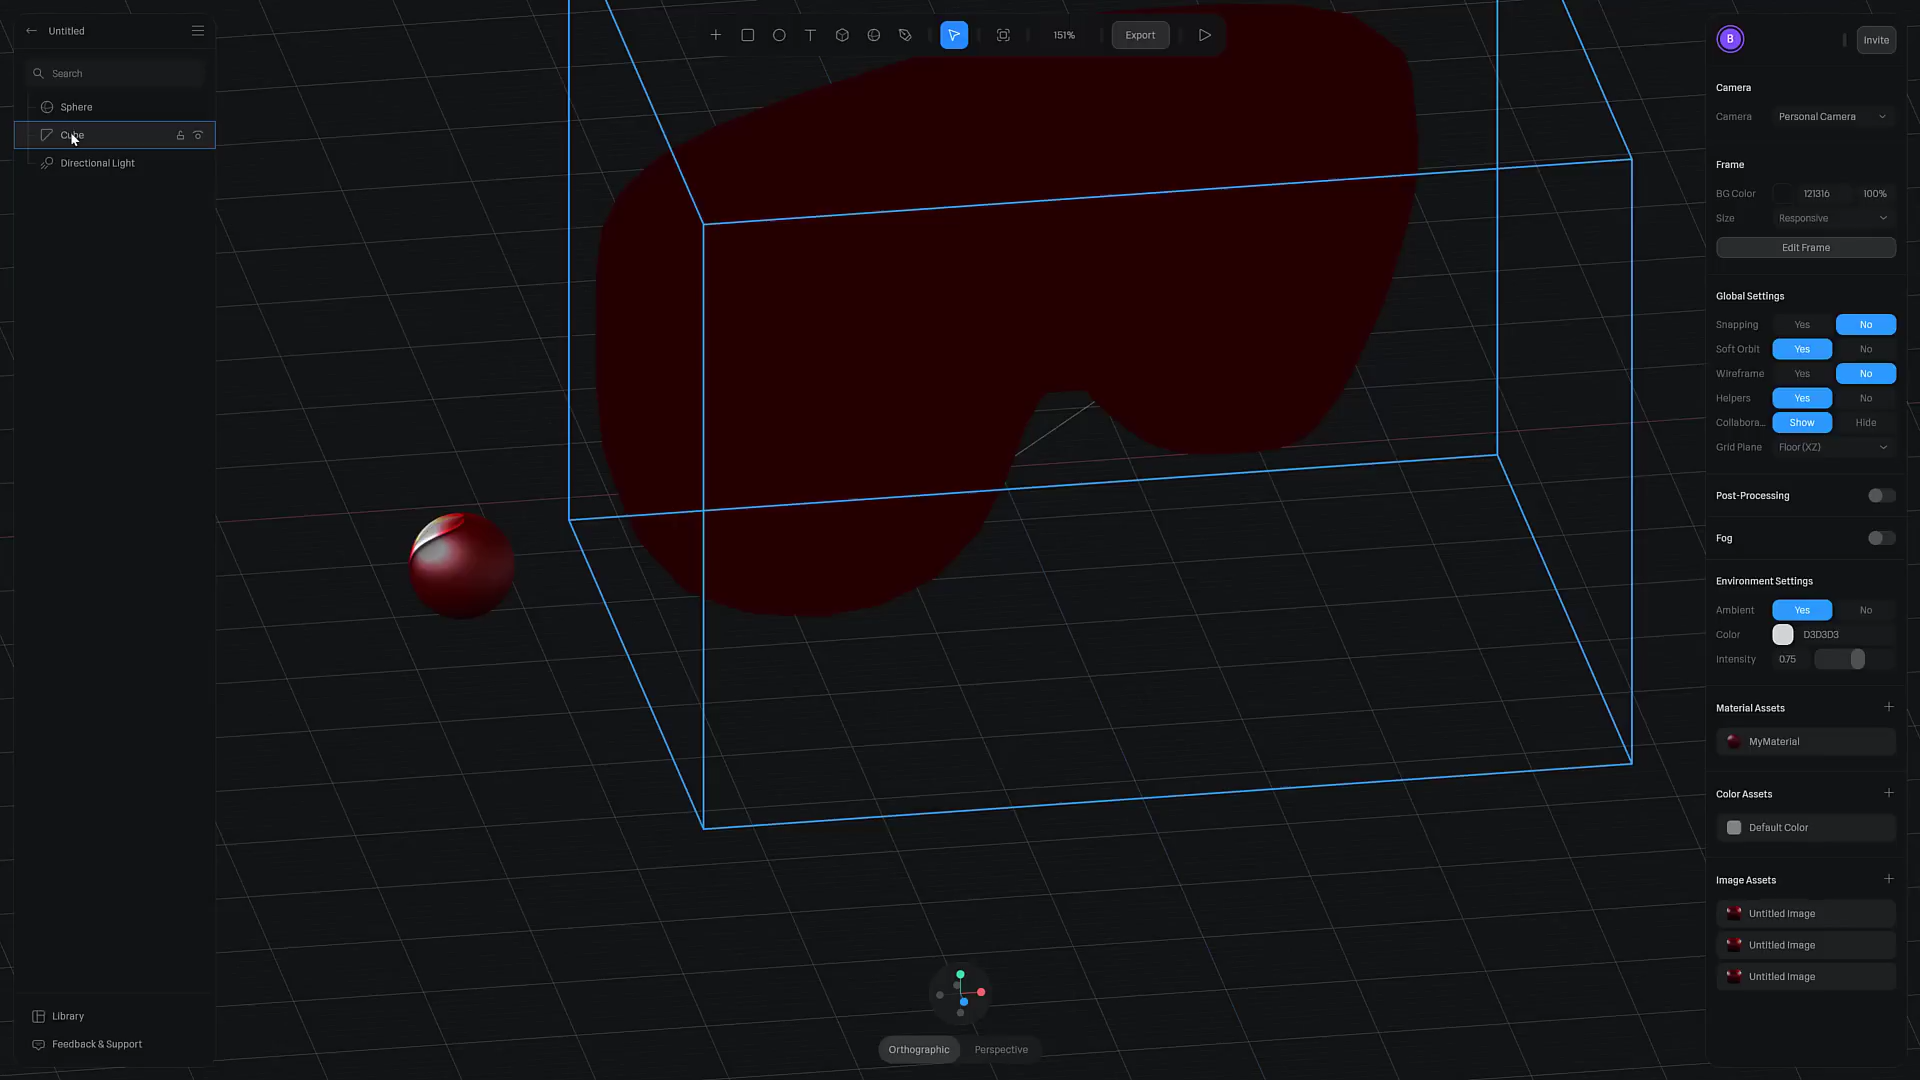 Untitled
Search
Sphere
Cube
Directional Light
Library
Feedback & Support
T
151%
Export
Orthographic
Perspective
B
Invite
Camera
Camera Personal Camera
Frame
BG Color 121316 100%
Size Responsive
Edit Frame
Global Settings
Snapping Yes No
Soft Orbit Yes No
Wireframe Yes No
Helpers Yes No
Collabora... Show Hide
Grid Plane Floor (XZ)
Post-Processing
Fog
Environment Settings
Ambient Yes No
Color D3D3D3
Intensity 0.75
Material Assets
MyMaterial
Color Assets
Default Color
Image Assets
Untitled Image
Untitled Image
Untitled Image